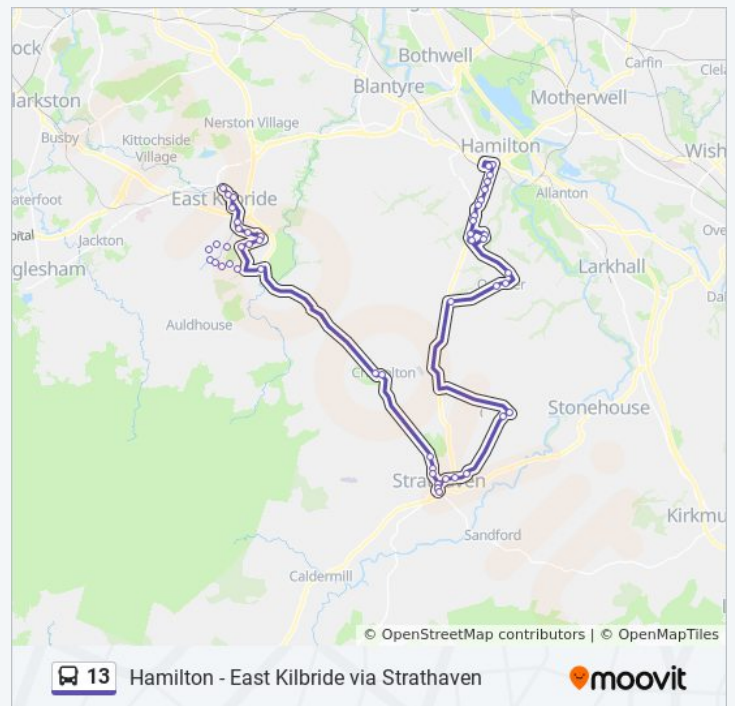 ock
Bothwell
Carfin
Cle
Blantyre
Motherwell
larkston
Busby
Kittochside
Village
Nerston Village
Hamilton
Wish
Allanton
aterfoot
East Kilbride
pital
Jackton
Ove
glesham
Larkhall
Da
Auldhouse
Stonehouse
Strathaven
Kirkmu
Sandford
Caldermill
© OpenStreetMap contributors | © OpenMapTiles
13 Hamilton - East Kilbride via Strathaven
moovit